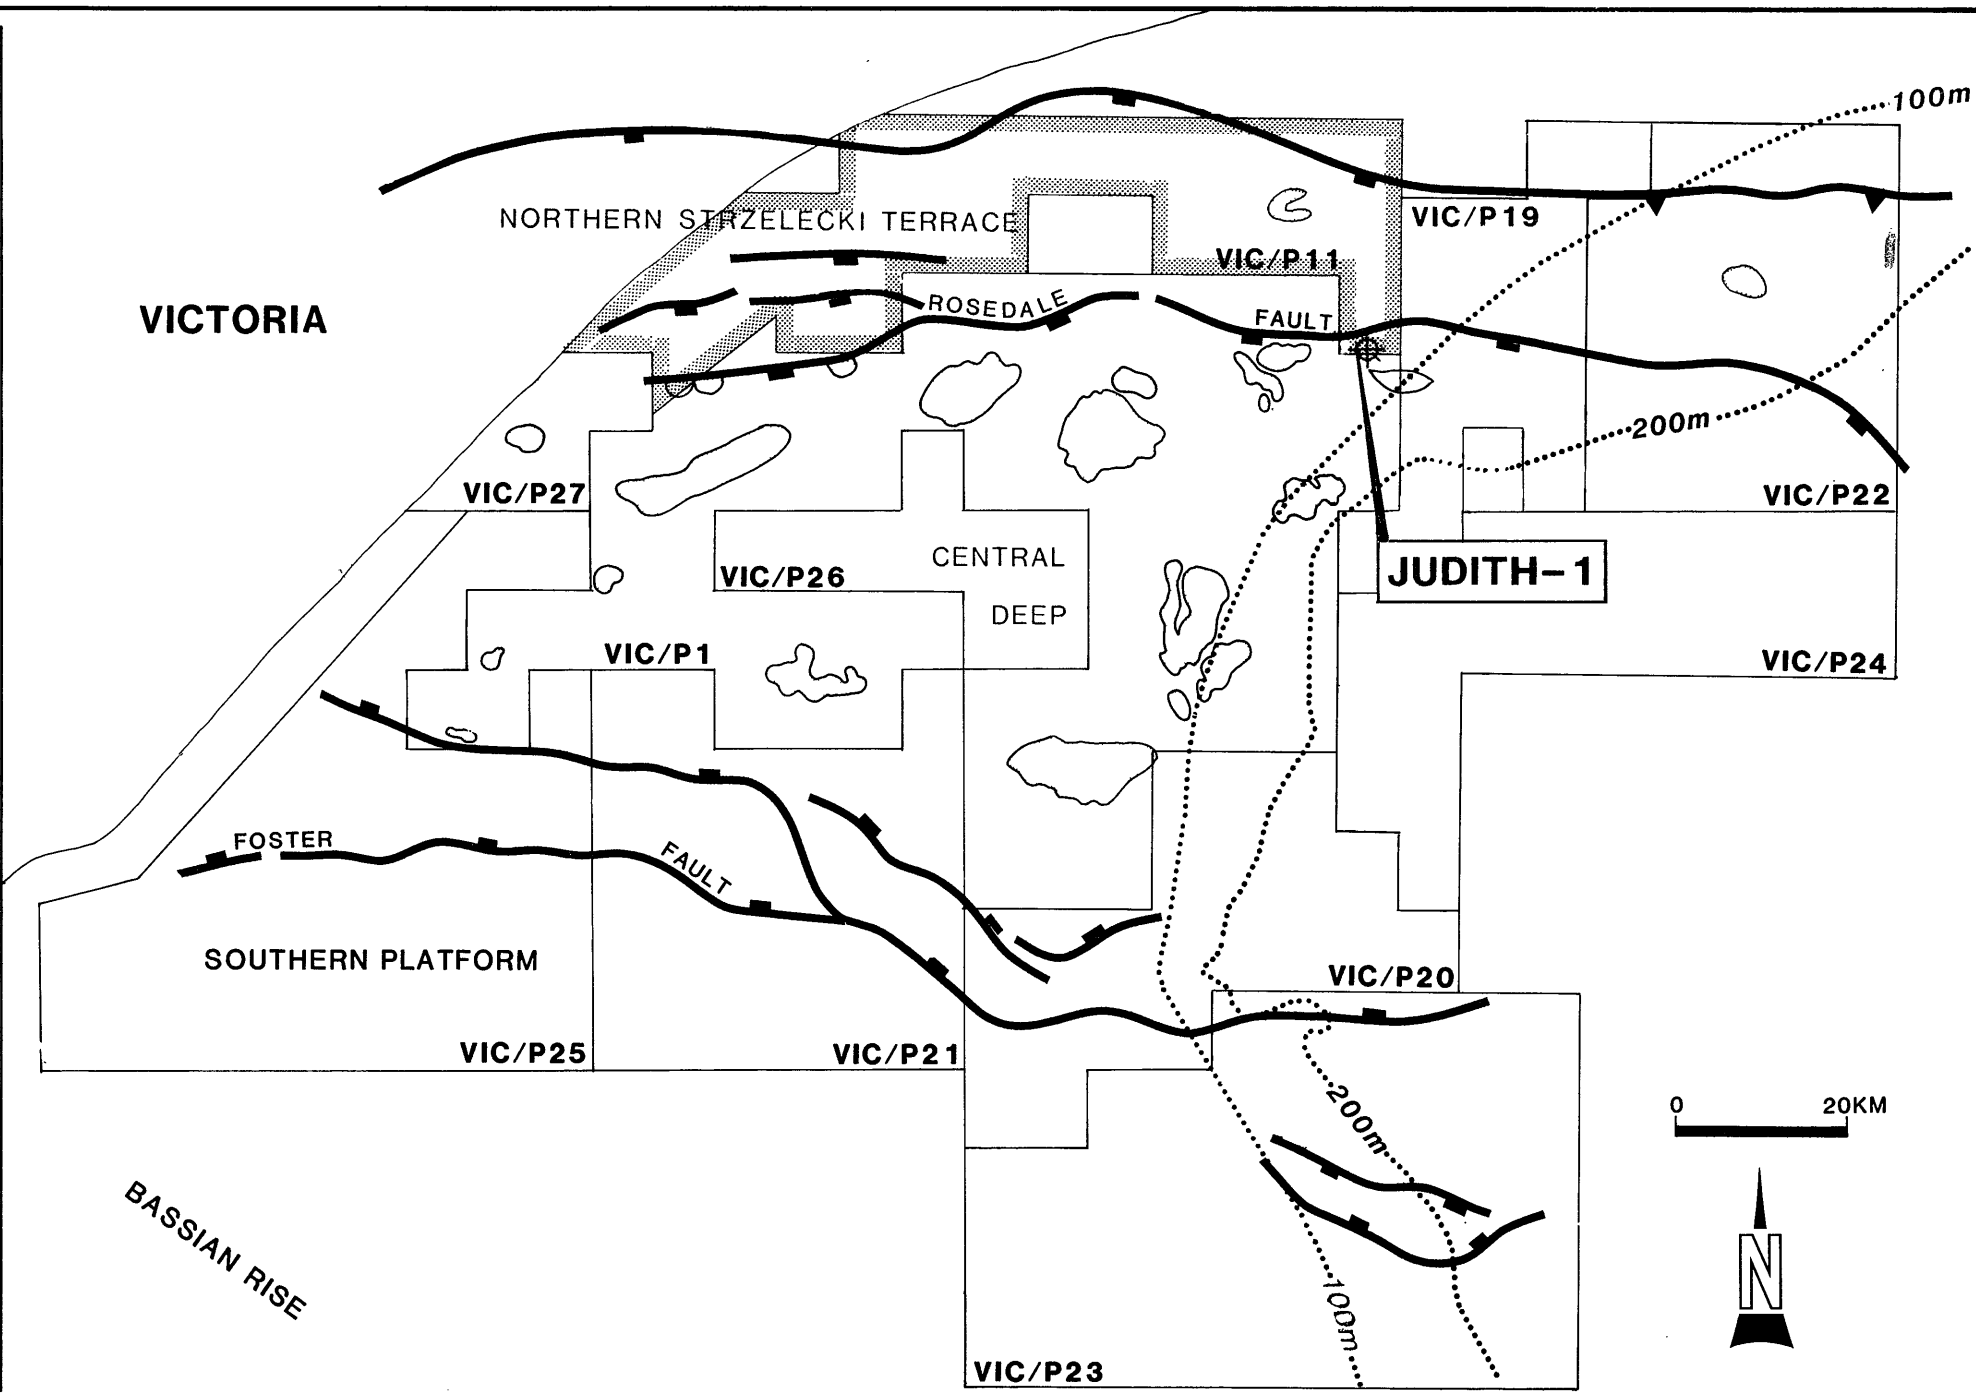 100m
NORTHERN STRZELECKI TERRACE
VIC/P19
VIC/P11
VICTORIA
ROSEDALE
FAULT
200m
VIC/P27
VIC/P22
CENTRAL
DEEP
VIC/P26
JUDITH-1
VIC/P1
VIC/P24
FOSTER
FAULT
SOUTHERN PLATFORM
VIC/P20
VIC/P25
VIC/P21
200m
0 20KM
BASSIAN RISE
N
100m
VIC/P23